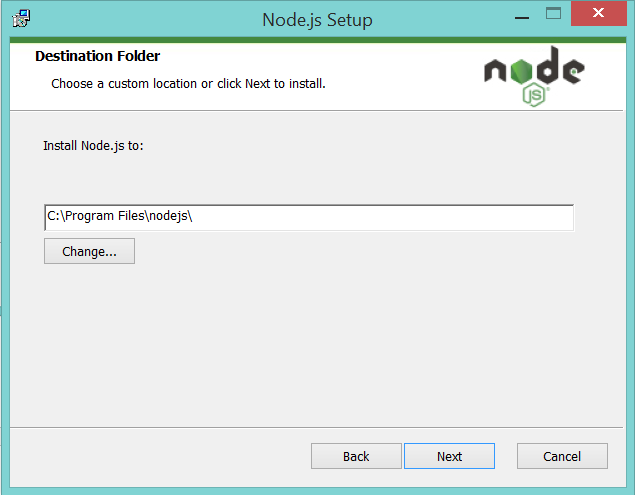 Node.js Setup
Destination Folder
Choose a custom location or click Next to install.
node
JS
Install Node.js to:
C:\Program Files\nodejs\
Change...
Back
Next
Cancel